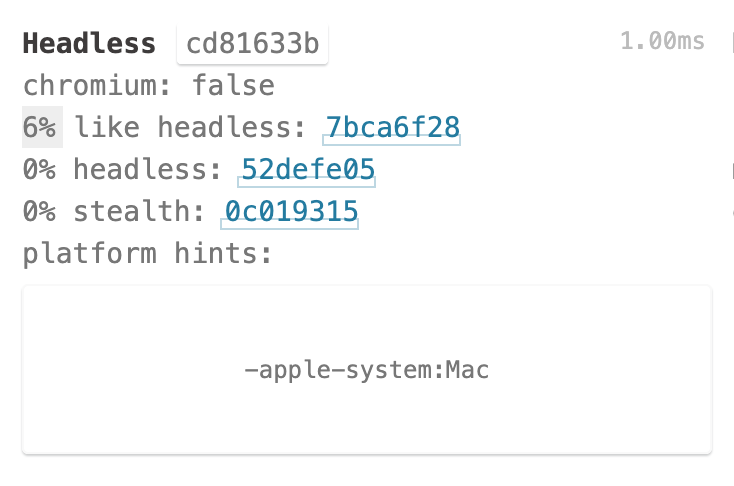 Headless cd81633b 1.00ms
chromium: false
6% like headless: 7bca6f28
0% headless: 52defe05
0% stealth: 0c019315
platform hints:
-apple-system:Mac